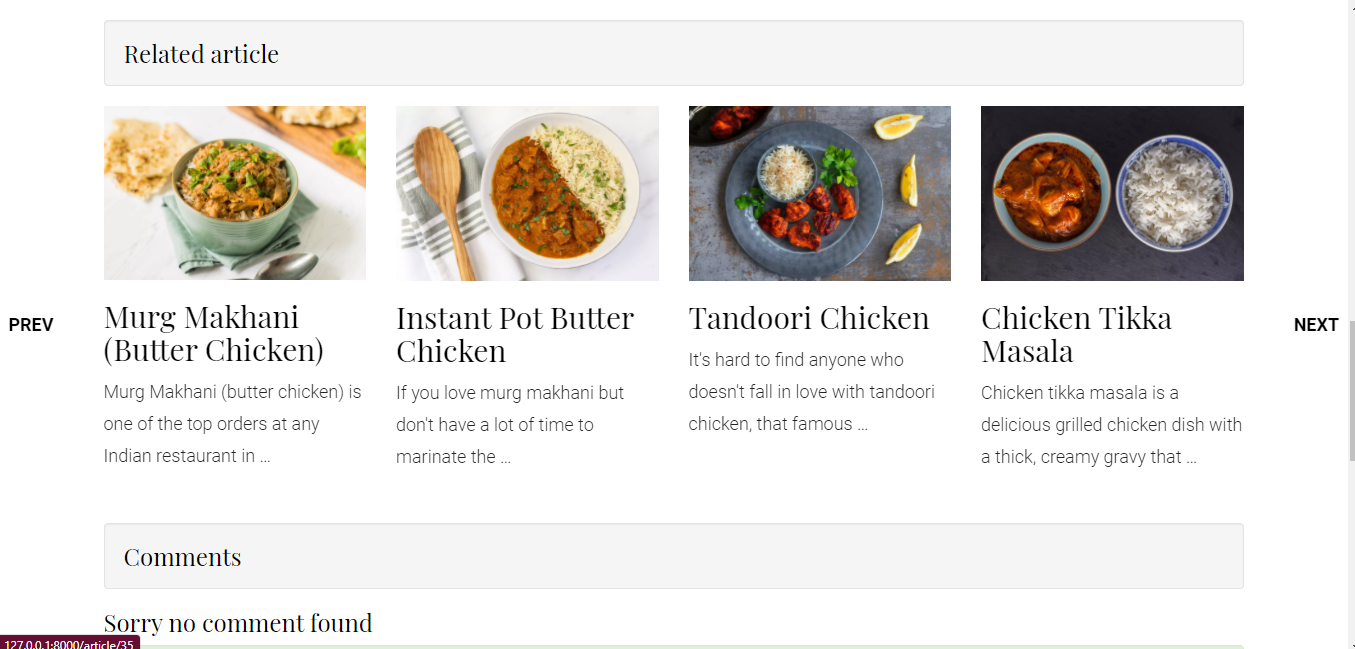 Related article
PREV
Murg Makhani
(Butter Chicken)
Murg Makhani (butter chicken) is
one of the top orders at any
Indian restaurant in ...
Instant Pot Butter
Chicken
If you love murg makhani but
don't have a lot of time to
marinate the ...
Tandoori Chicken
It's hard to find anyone who
doesn't fall in love with tandoori
chicken, that famous ...
Chicken Tikka
Masala
Chicken tikka masala is a
delicious grilled chicken dish with
a thick, creamy gravy that ...
NEXT
Comments
Sorry no comment found
127.0.0.1:8000/article/35